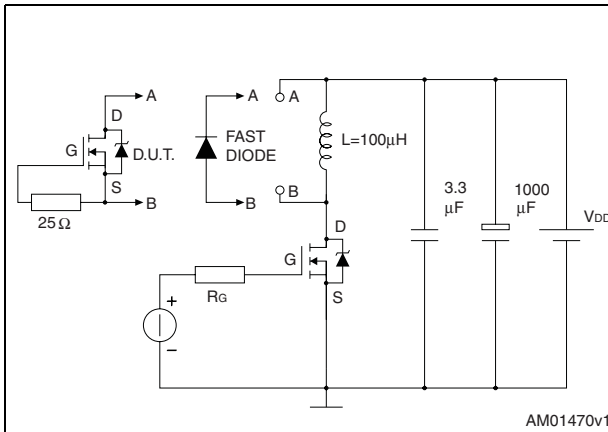 A
A
A
D
G
D.U.T.
FAST
DIODE
L=100µH
S
B
B
B
25 Ω
3.3
µF
1000
µF
VDD
D
G
RG
S
+
–
AM01470v1